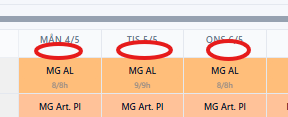 MÅN 4/5 TIS 5/5 ONS 6/5
MG AL MG AL MG AL
8/8h 9/9h 8/8h
MG Art. Pl MG Art. Pl MG Art. Pl